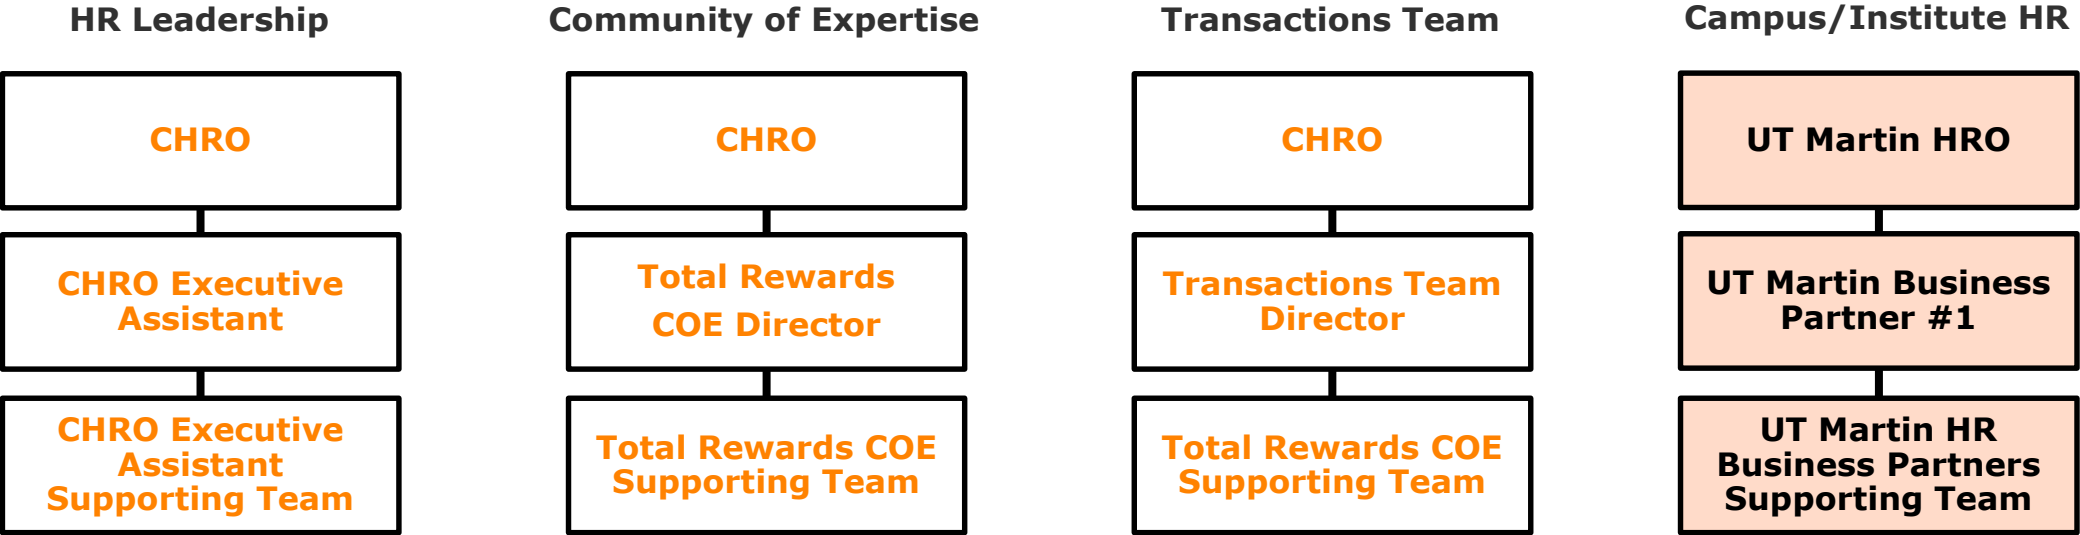 HR Leadership
CHRO
CHRO Executive
Assistant
CHRO Executive
Assistant
Supporting Team
Community of Expertise
CHRO
Total Rewards
COE Director
Total Rewards COE
Supporting Team
Transactions Team
CHRO
Transactions Team
Director
Total Rewards COE
Supporting Team
Campus/Institute HR
UT Martin HRO
UT Martin Business
Partner #1
UT Martin HR
Business Partners
Supporting Team